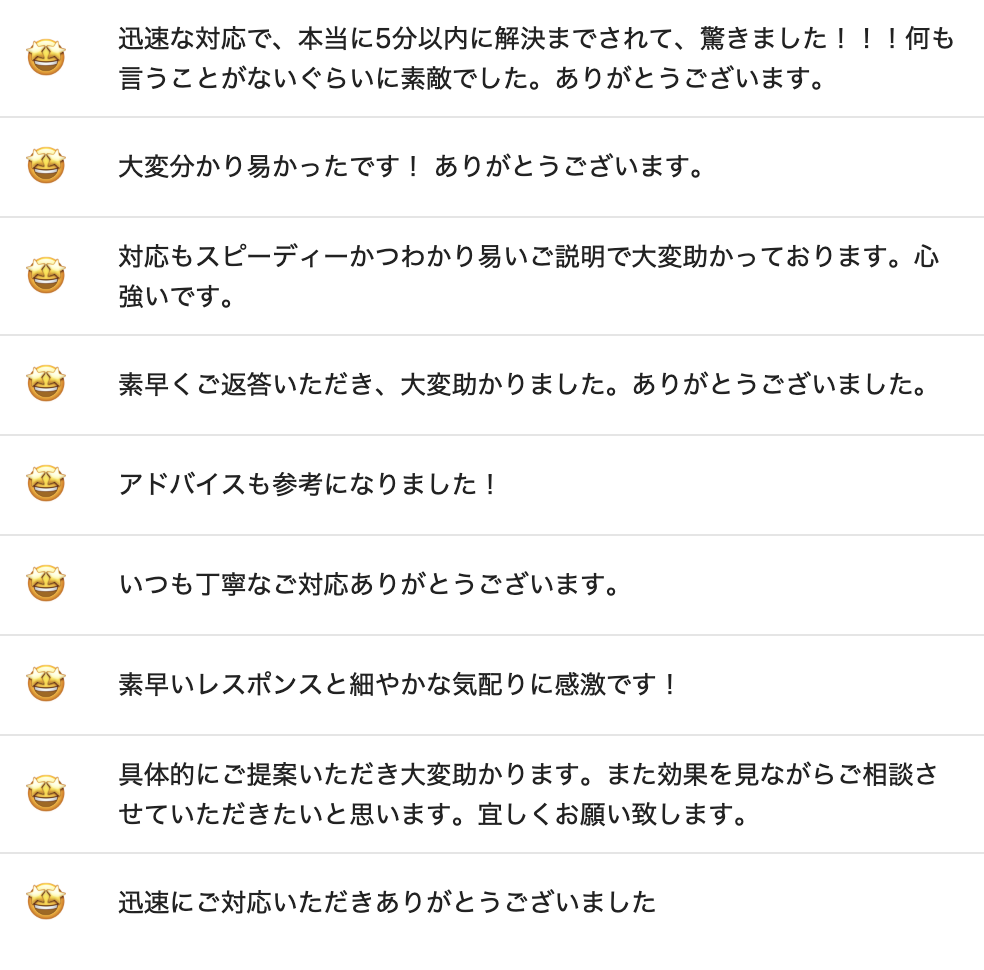 迅速な対応で、本当に5分以内に解決までされて、驚きました！！！何も
言うことがないぐらいに素敵でした。ありがとうございます。
大変分かり易かったです！ ありがとうございます。
対応もスピーディーかつわかり易いご説明で大変助かっております。心
強いです。
素早くご返答いただき、大変助かりました。ありがとうございました。
アドバイスも参考になりました！
いつも丁寧なご対応ありがとうございます。
素早いレスポンスと細やかな気配りに感激です！
具体的にご提案いただき大変助かります。また効果を見ながらご相談さ
せていただきたいと思います。宜しくお願い致します。
迅速にご対応いただきありがとうございました